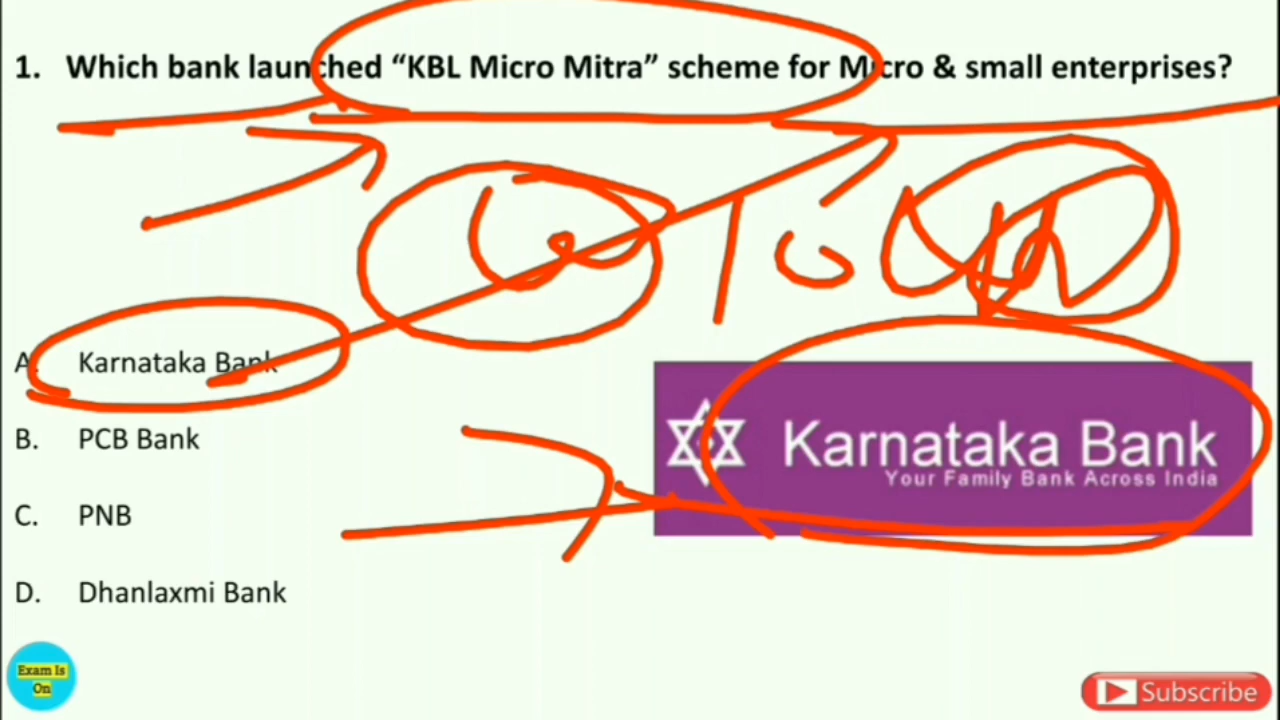 1. Which bank launched “KBL Micro Mitra” scheme for Micro & small enterprises?
A. Karnataka Bank
B. PCB Bank
C. PNB
D. Dhanlaxmi Bank
Karnataka Bank
Your Family Bank Across India
Exam Is
On
Subscribe